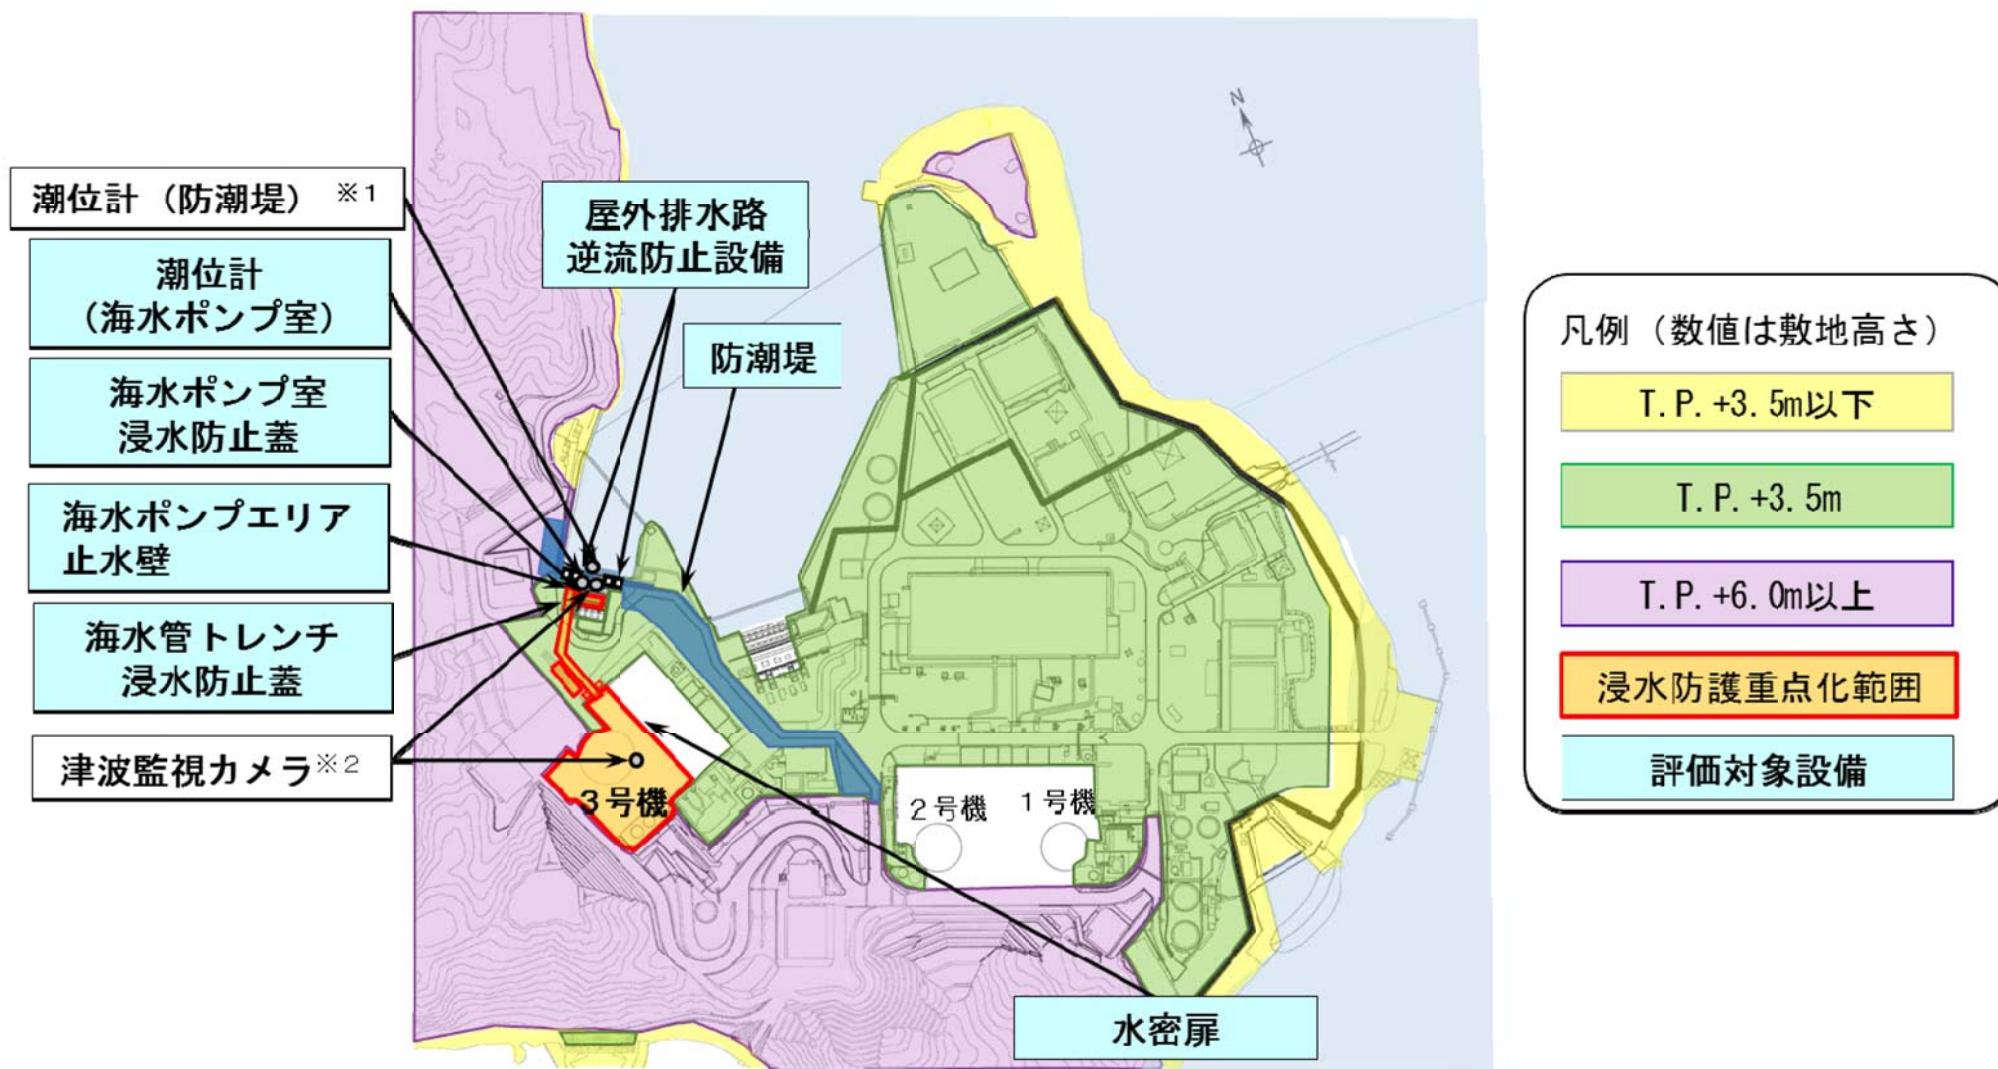 潮位計（防潮堤） ※1
潮位計
（海水ポンプ室）
海水ポンプ室
浸水防止蓋
海水ポンプエリア
止水壁
海水管トレンチ
浸水防止蓋
津波監視カメラ※2
屋外排水路
逆流防止設備
防潮堤
N
3号機
2号機
1号機
水密扉
凡例（数値は敷地高さ）
T.P.+3.5m以下
T.P.+3.5m
T.P.+6.0m以上
浸水防護重点化範囲
評価対象設備